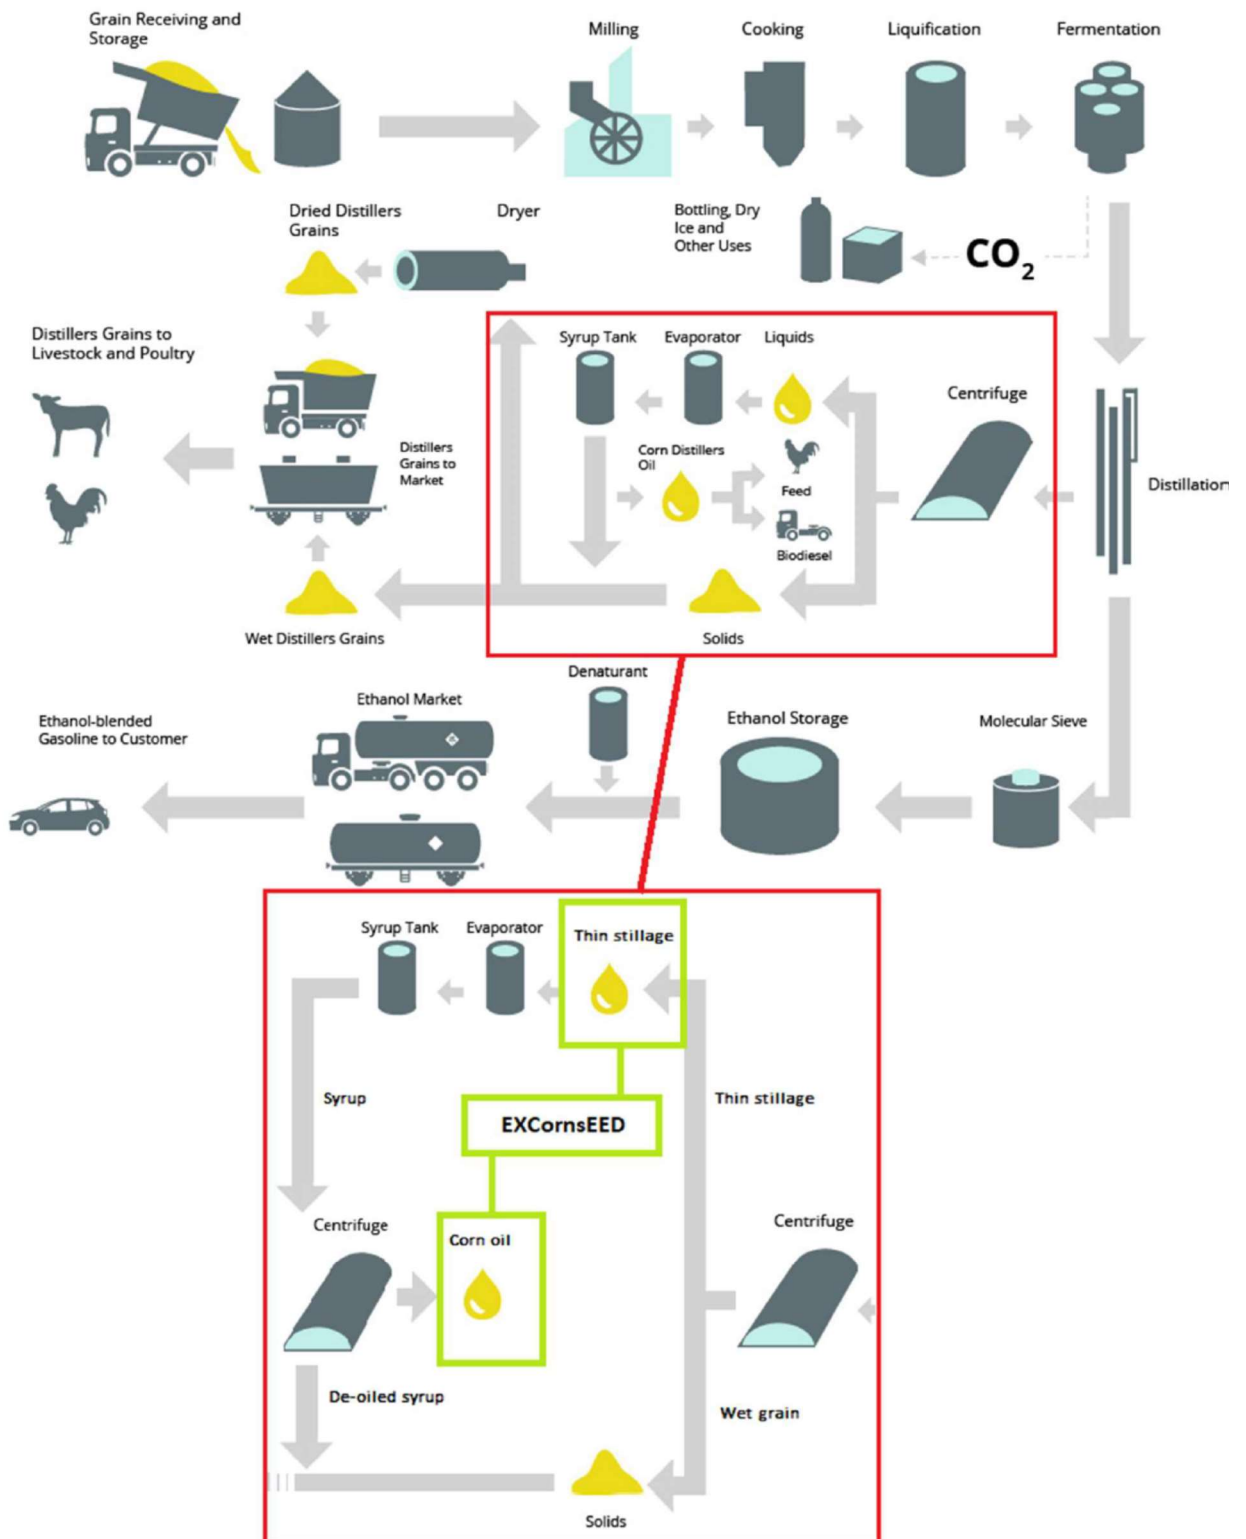 Grain Receiving and
Storage
Milling
Cooking
Liquification
Fermentation
Dried Distillers
Grains
Dryer
Bottling, Dry
Ice and
Other Uses
CO2
Distillers Grains to
Livestock and Poultry
Syrup Tank
Evaporator
Liquids
Centrifuge
Distillers
Grains to
Market
Corn Distillers
Oil
Feed
Biodiesel
Distillation
Wet Distillers Grains
Solids
Denaturant
Ethanol Market
Ethanol Storage
Molecular Sieve
Ethanol-blended
Gasoline to Customer
Syrup Tank
Evaporator
Thin stillage
Syrup
EXCornsEED
Thin stillage
Centrifuge
Corn oil
Centrifuge
De-oiled syrup
Wet grain
Solids